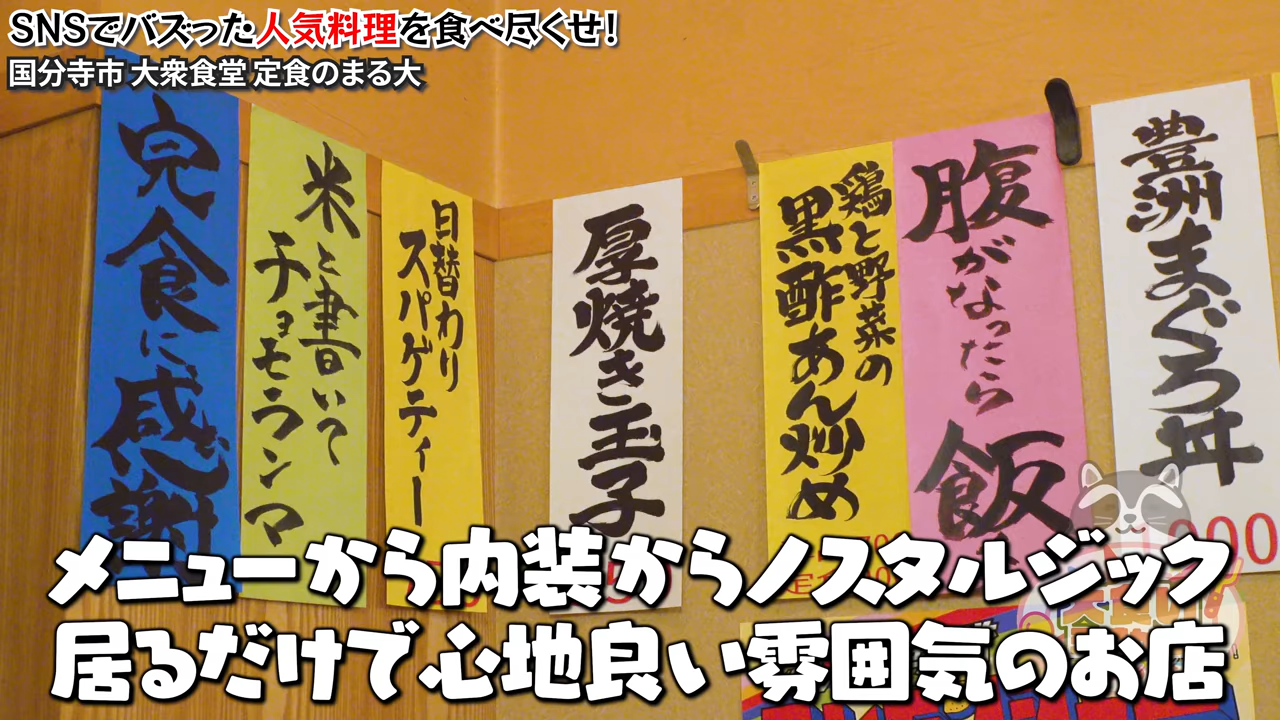 SNSでバズった人気料理を食べ尽くせ!
国分寺市 大衆食堂 定食のまる大
完食に感謝
米と書いて
チョモランマ
日替わり
スパゲティー
厚焼き玉子
鶏と野菜の
黒酢あん炒め
腹がなったら
飯
豊洲まぐろ丼
メニューから内装からノスタルジック
居るだけで心地良い雰囲気のお店